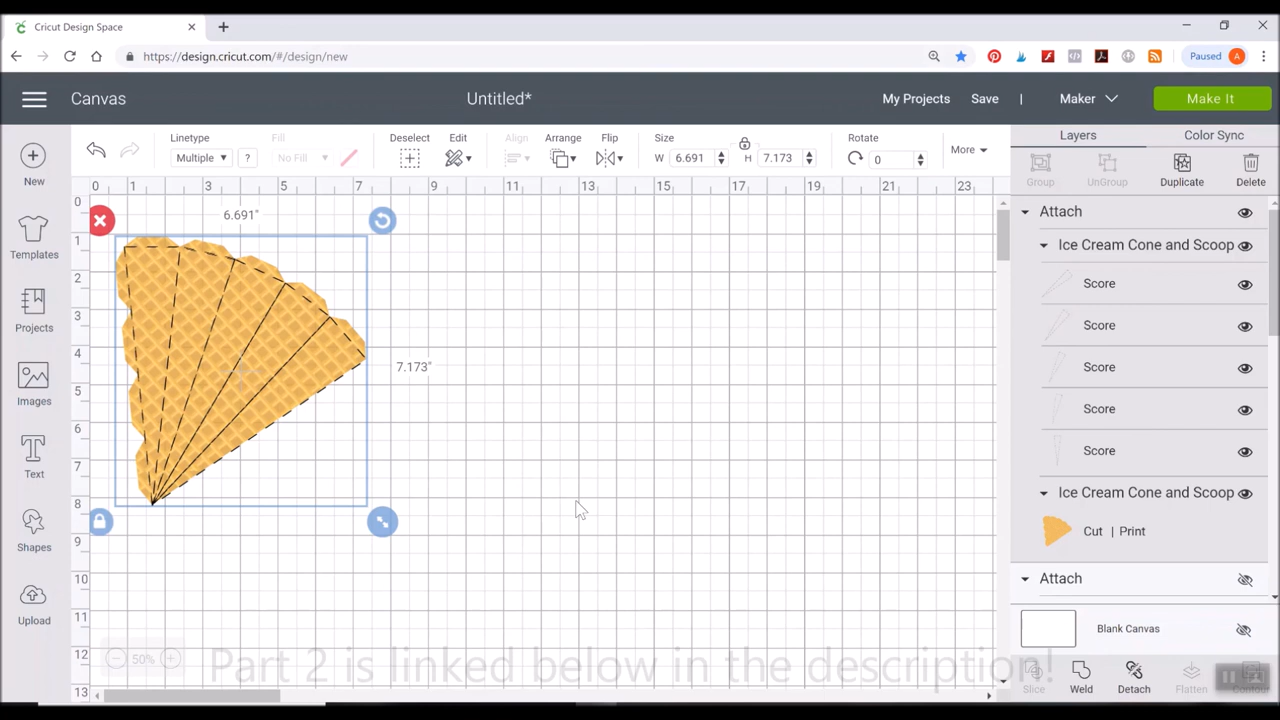 Cricut Design Space
https://design.cricut.com/#/design/new
Paused A
Canvas
Untitled*
My Projects Save | Maker Make It
Linetype Fill Deselect Edit Align Arrange Flip Size Rotate
Multiple ? No Fill W 6.691 H 7.173 0 More
Layers Color Sync
Group UnGroup Duplicate Delete
New
Templates
Projects
Images
Text
Shapes
Upload
0 1 3 5 7 9 11 13 15 17 19 21 23
0
1
2
3
4
5
6
7
8
9
10
11
12
13
6.691"
7.173"
Attach
Ice Cream Cone and Scoop
Score
Score
Score
Score
Score
Ice Cream Cone and Scoop
Cut | Print
Attach
Blank Canvas
Slice Weld Detach Flatten Contour
50%
Part 2 is linked below in the description!